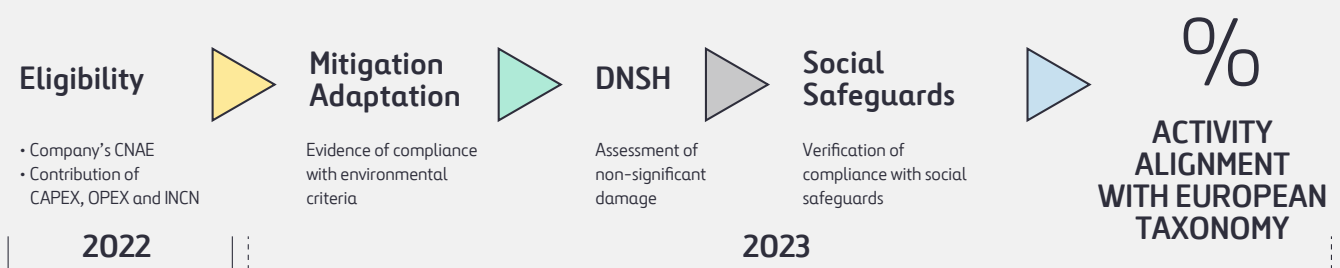 Eligibility
• Company's CNAE
• Contribution of
CAPEX, OPEX and INCN
Mitigation
Adaptation
Evidence of compliance
with environmental
criteria
DNSH
Assessment of
non-significant
damage
Social
Safeguards
Verification of
compliance with social
safeguards
%
ACTIVITY
ALIGNMENT
WITH EUROPEAN
TAXONOMY
2022
2023